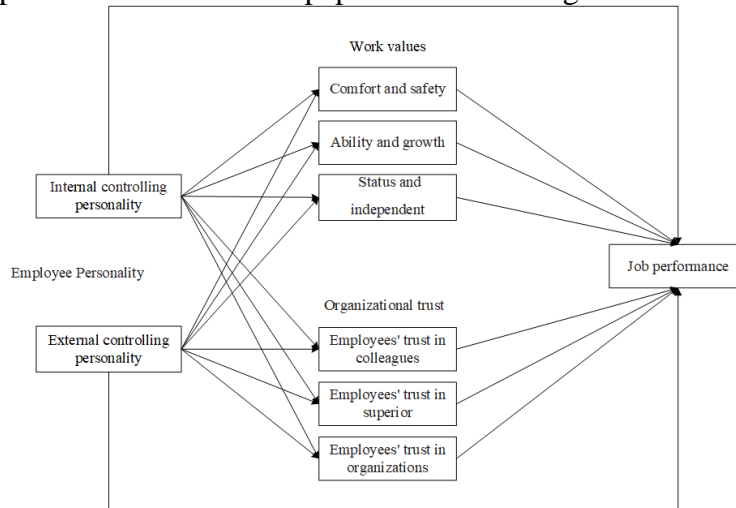 Work values
Comfort and safety
Ability and growth
Status and
independent
Internal controlling
personality
Employee Personality
External controlling
personality
Organizational trust
Employees' trust in
colleagues
Employees' trust in
superior
Employees' trust in
organizations
Job performance